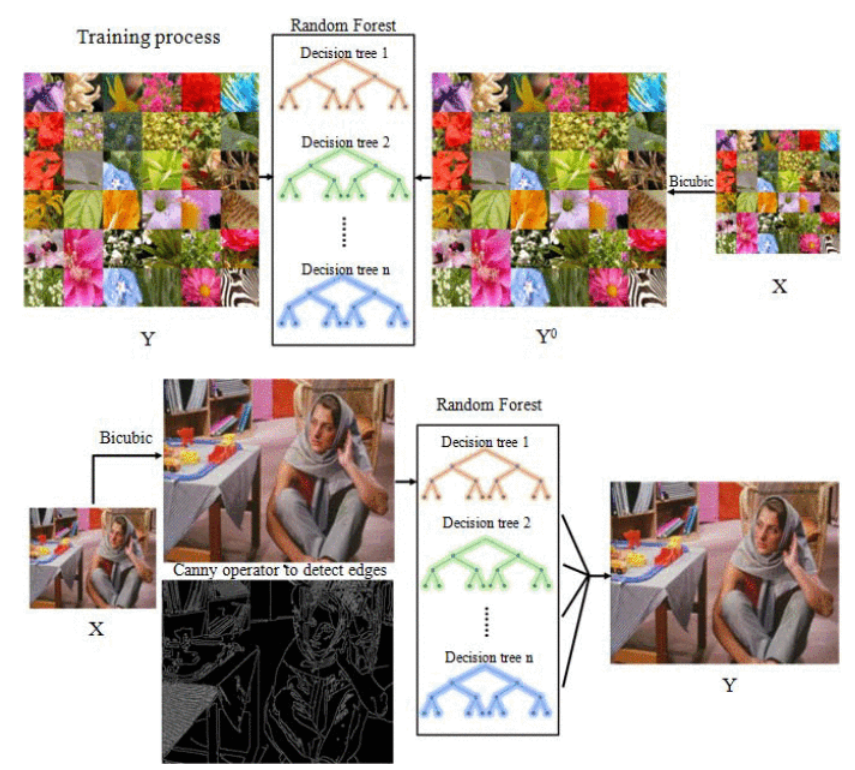 Training process
Random Forest
Decision tree 1
Decision tree 2
Decision tree n
Bicubic
Y
Y⁰
X
Bicubic
X
Canny operator to detect edges
Random Forest
Decision tree 1
Decision tree 2
Decision tree n
Y